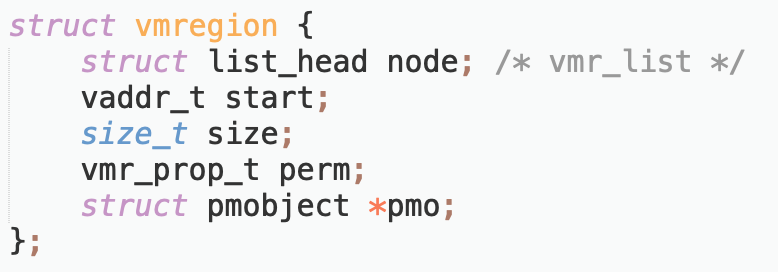 struct vmregion {
    struct list_head node; /* vmr_list */
    vaddr_t start;
    size_t size;
    vmr_prop_t perm;
    struct pmobject *pmo;
};